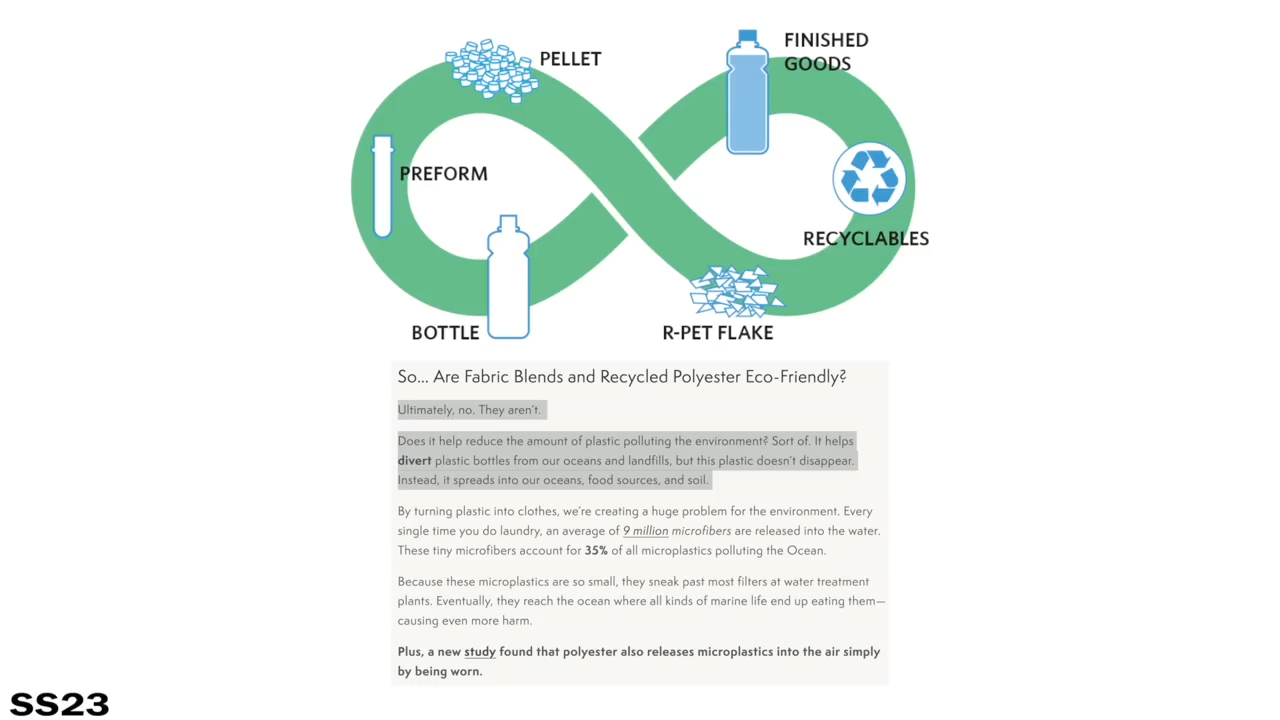 PELLET
FINISHED
GOODS
PREFORM
RECYCLABLES
BOTTLE
R-PET FLAKE
So... Are Fabric Blends and Recycled Polyester Eco-Friendly?
Ultimately, no. They aren't.
Does it help reduce the amount of plastic polluting the environment? Sort of. It helps
divert plastic bottles from our oceans and landfills, but this plastic doesn't disappear.
Instead, it spreads into our oceans, food sources, and soil.
By turning plastic into clothes, we're creating a huge problem for the environment. Every
single time you do laundry, an average of 9 million microfibers are released into the water.
These tiny microfibers account for 35% of all microplastics polluting the Ocean.
Because these microplastics are so small, they sneak past most filters at water treatment
plants. Eventually, they reach the ocean where all kinds of marine life end up eating them—
causing even more harm.
Plus, a new study found that polyester also releases microplastics into the air simply
by being worn.
SS23